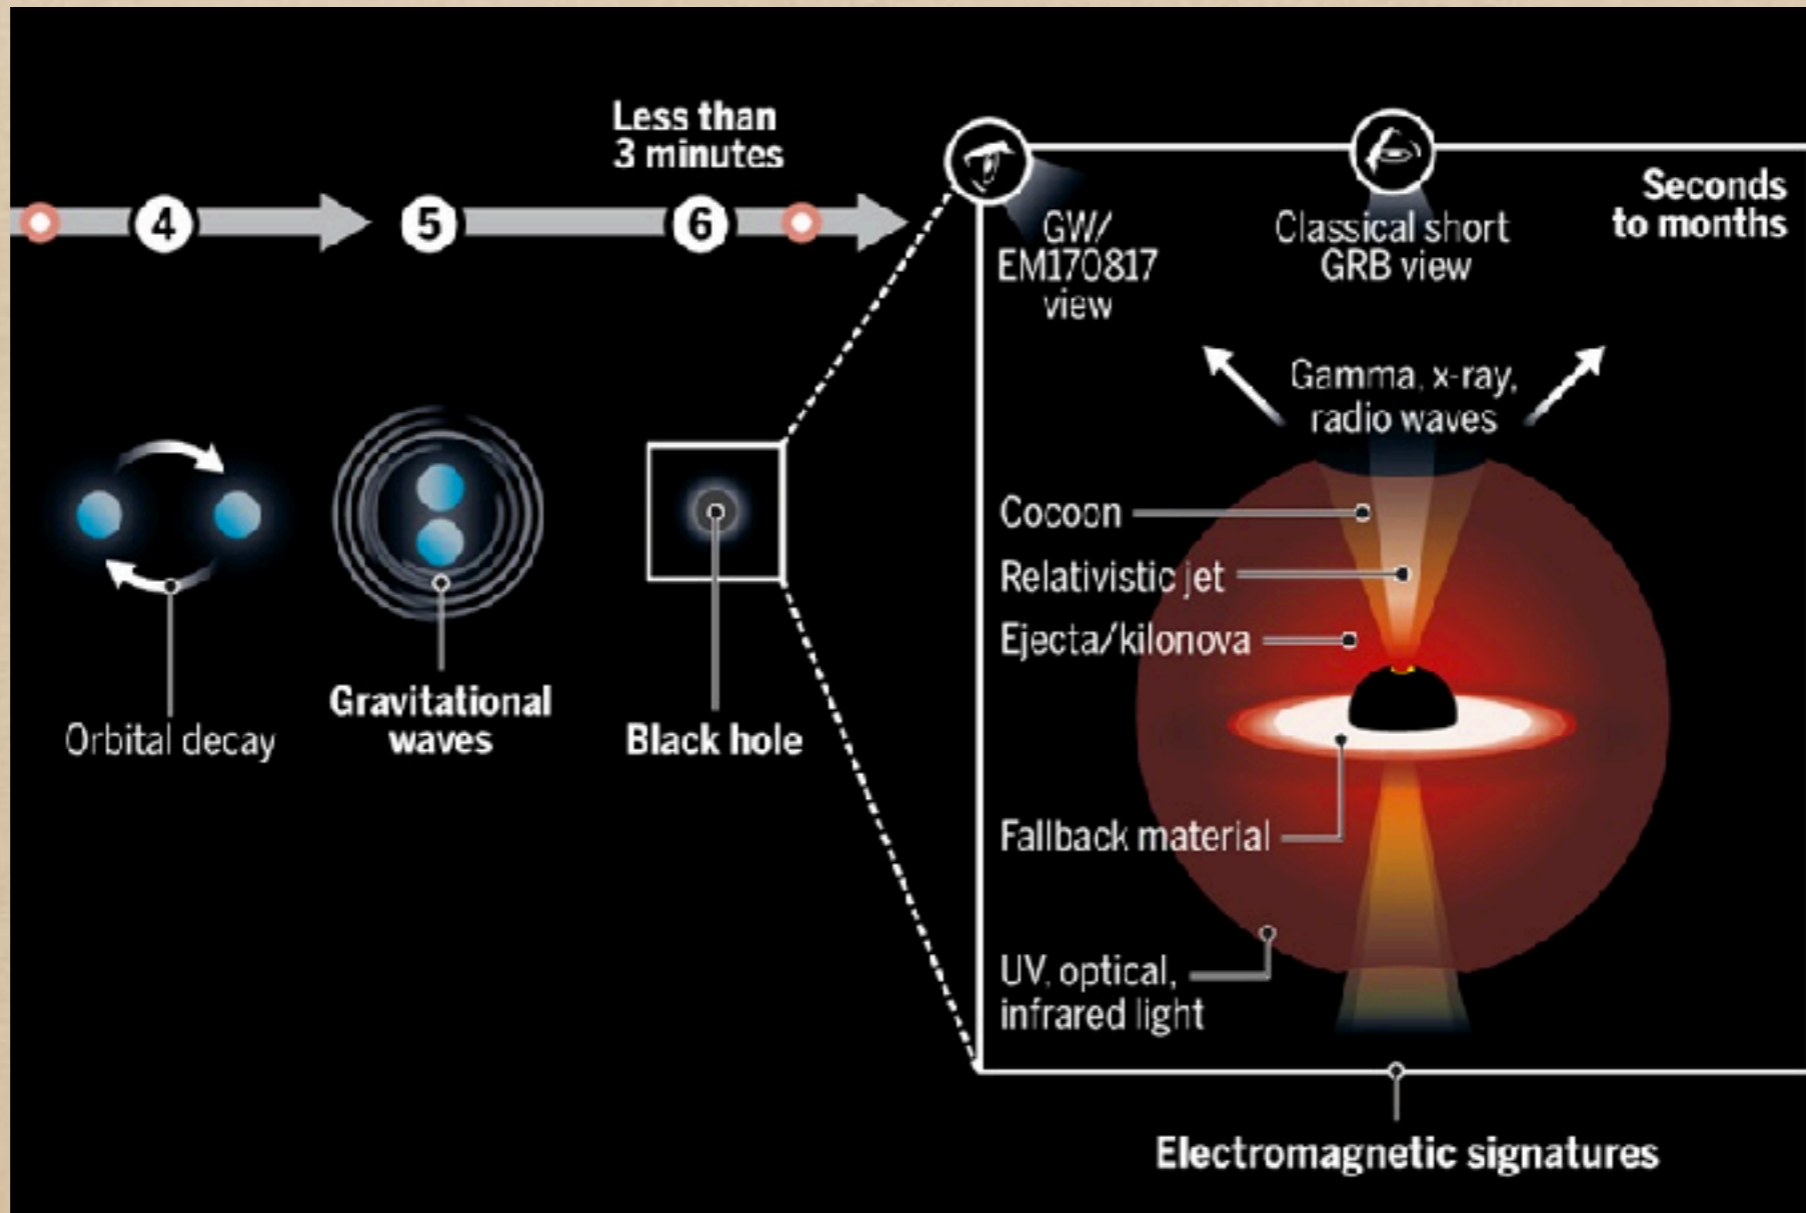 Less than
3 minutes
4
5
6
GW/
EM170817
view
Classical short
GRB view
Seconds
to months
Gamma, x-ray,
radio waves
Cocoon
Relativistic jet
Ejecta/kilonova
Fallback material
UV, optical,
infrared light
Orbital decay
Gravitational
waves
Black hole
Electromagnetic signatures